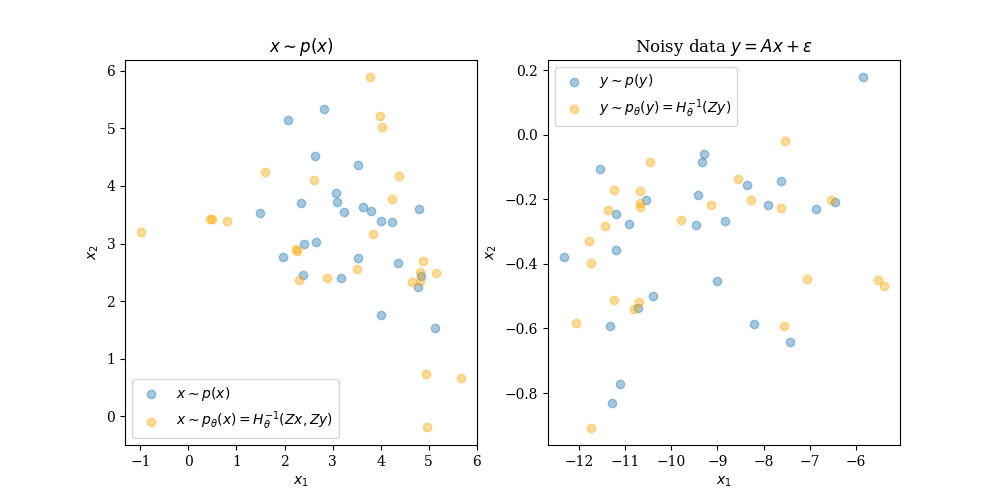 x ∼ p(x)
6
5
4
3
2
1
0
x₂
x ∼ p(x)
x ∼ p_θ(x) = H_θ^{-1}(Zx, Zy)
−1 0 1 2 3 4 5 6
x₁
Noisy data y = Ax + ε
0.2
0.0
−0.2
−0.4
−0.6
−0.8
x₂
y ∼ p(y)
y ∼ p_θ(y) = H_θ^{-1}(Zy)
−12 −11 −10 −9 −8 −7 −6
x₁